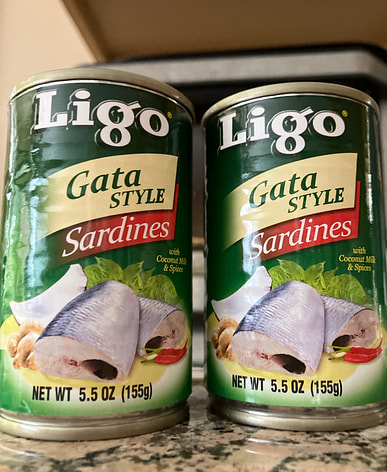 Ligo®
Gata
STYLE
Sardines
with
Coconut Milk
& Spices
NET WT 5.5 OZ (155g)
Ligo®
Gata
STYLE
Sardines
with
Coconut Milk
& Spices
NET WT 5.5 OZ (155g)